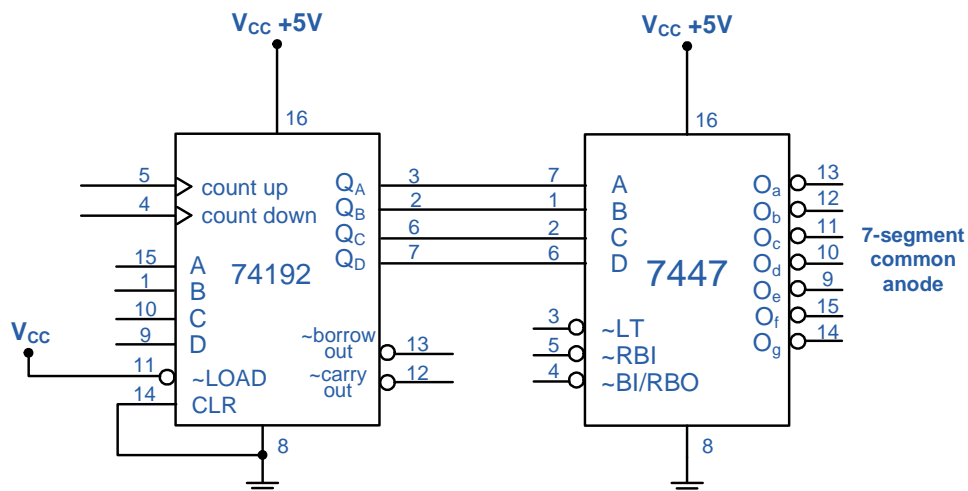 VCC +5V
16
5
count up
4
count down
15
A
1
B
10
C
9
D
VCC
11
~LOAD
14
CLR
74192
QA
3
QB
2
QC
6
QD
7
~borrow
out
13
~carry
out
12
8
VCC +5V
16
7
A
1
B
2
C
6
D
7447
3
~LT
5
~RBI
4
~BI/RBO
Oa
13
Ob
12
Oc
11
Od
10
Oe
9
Of
15
Og
14
8
7-segment
common
anode